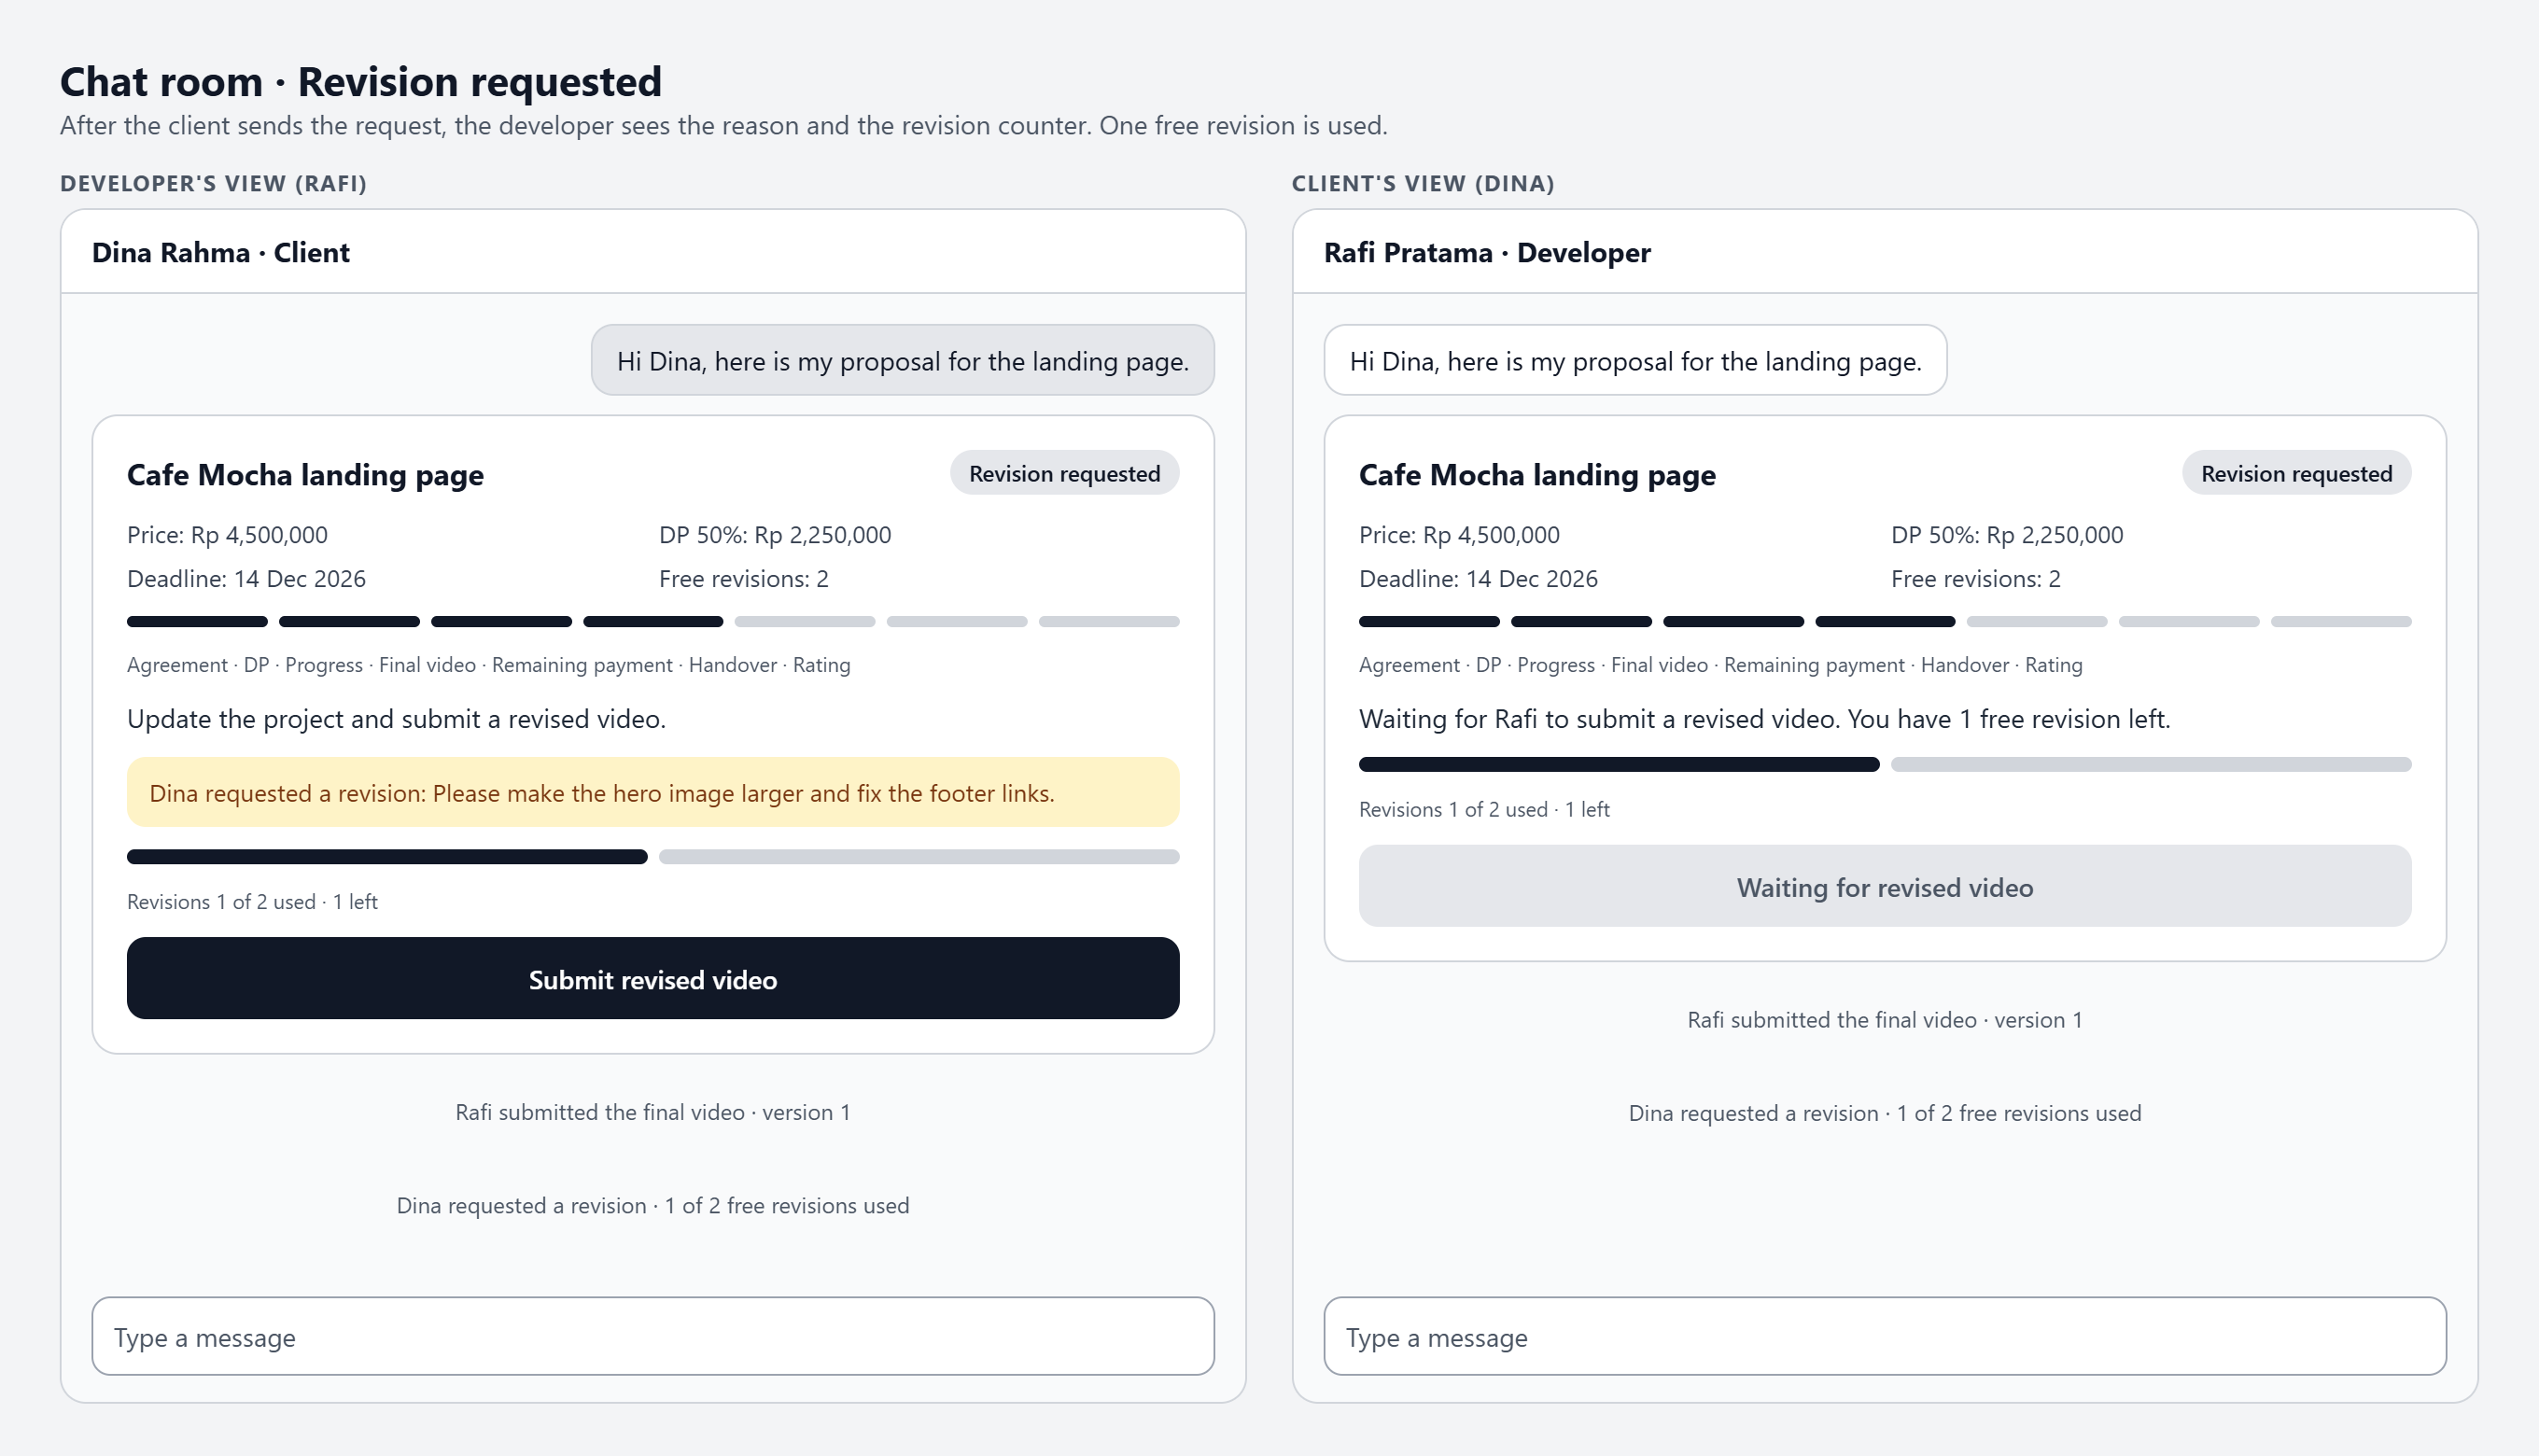 Chat room · Revision requested
After the client sends the request, the developer sees the reason and the revision counter. One free revision is used.
DEVELOPER'S VIEW (RAFI)
Dina Rahma · Client
Hi Dina, here is my proposal for the landing page.
Cafe Mocha landing page
Revision requested
Price: Rp 4,500,000
DP 50%: Rp 2,250,000
Deadline: 14 Dec 2026
Free revisions: 2
Agreement · DP · Progress · Final video · Remaining payment · Handover · Rating
Update the project and submit a revised video.
Dina requested a revision: Please make the hero image larger and fix the footer links.
Revisions 1 of 2 used · 1 left
Submit revised video
Rafi submitted the final video · version 1
Dina requested a revision · 1 of 2 free revisions used
Type a message
CLIENT'S VIEW (DINA)
Rafi Pratama · Developer
Hi Dina, here is my proposal for the landing page.
Cafe Mocha landing page
Revision requested
Price: Rp 4,500,000
DP 50%: Rp 2,250,000
Deadline: 14 Dec 2026
Free revisions: 2
Agreement · DP · Progress · Final video · Remaining payment · Handover · Rating
Waiting for Rafi to submit a revised video. You have 1 free revision left.
Revisions 1 of 2 used · 1 left
Waiting for revised video
Rafi submitted the final video · version 1
Dina requested a revision · 1 of 2 free revisions used
Type a message